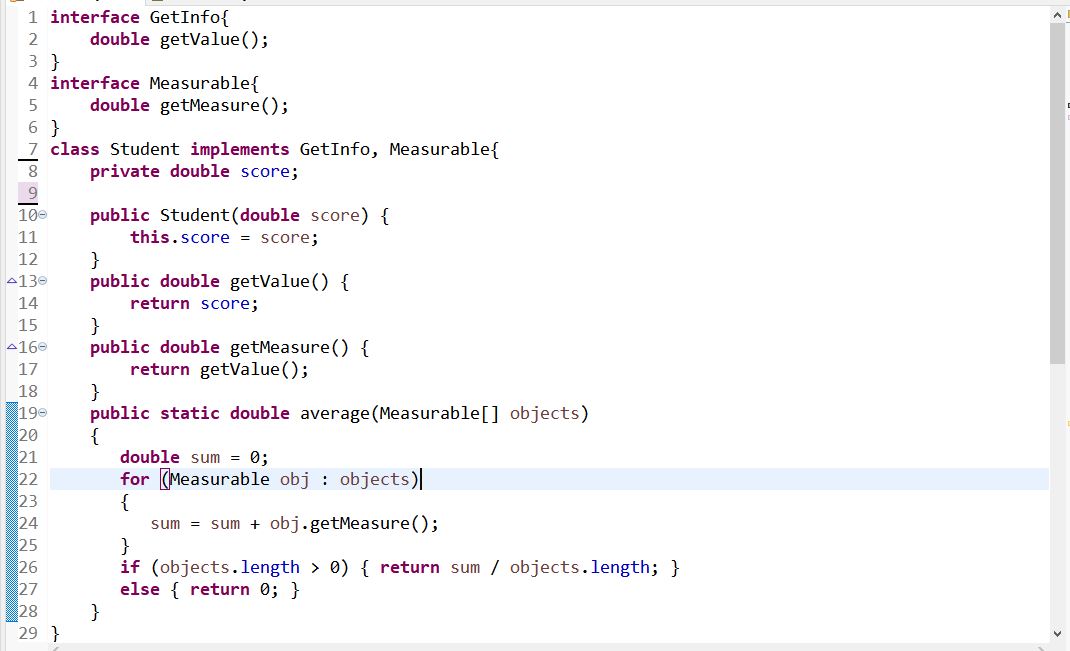 1 interface GetInfo{
2     double getValue();
3 }
4 interface Measurable{
5     double getMeasure();
6 }
7 class Student implements GetInfo, Measurable{
8     private double score;
9
10     public Student(double score) {
11         this.score = score;
12     }
13     public double getValue() {
14         return score;
15     }
16     public double getMeasure() {
17         return getValue();
18     }
19     public static double average(Measurable[] objects)
20     {
21        double sum = 0;
22        for (Measurable obj : objects)
23        {
24           sum = sum + obj.getMeasure();
25        }
26        if (objects.length > 0) { return sum / objects.length; }
27        else { return 0; }
28     }
29 }